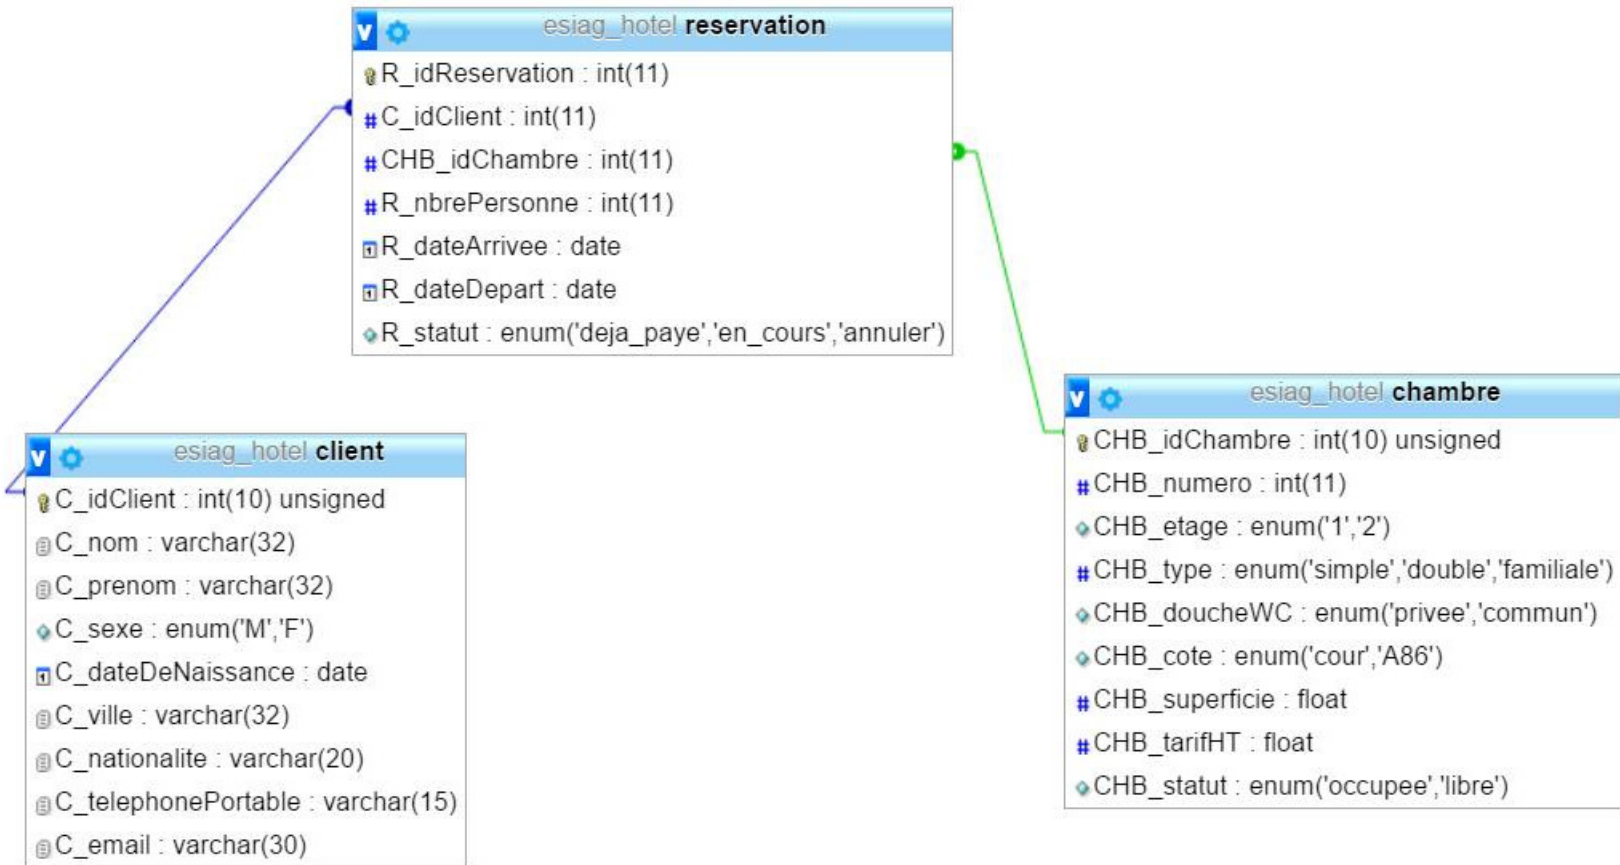 v esiag_hotel reservation
R_idReservation : int(11)
# C_idClient : int(11)
# CHB_idChambre : int(11)
# R_nbrePersonne : int(11)
R_dateArrivee : date
R_dateDepart : date
R_statut : enum('deja_paye','en_cours','annuler')
v esiag_hotel client
C_idClient : int(10) unsigned
C_nom : varchar(32)
C_prenom : varchar(32)
C_sexe : enum('M','F')
C_dateDeNaissance : date
C_ville : varchar(32)
C_nationalite : varchar(20)
C_telephonePortable : varchar(15)
C_email : varchar(30)
v esiag_hotel chambre
CHB_idChambre : int(10) unsigned
# CHB_numero : int(11)
CHB_etage : enum('1','2')
# CHB_type : enum('simple','double','familiale')
CHB_doucheWC : enum('privee','commun')
CHB_cote : enum('cour','A86')
# CHB_superficie : float
# CHB_tarifHT : float
CHB_statut : enum('occupee','libre')